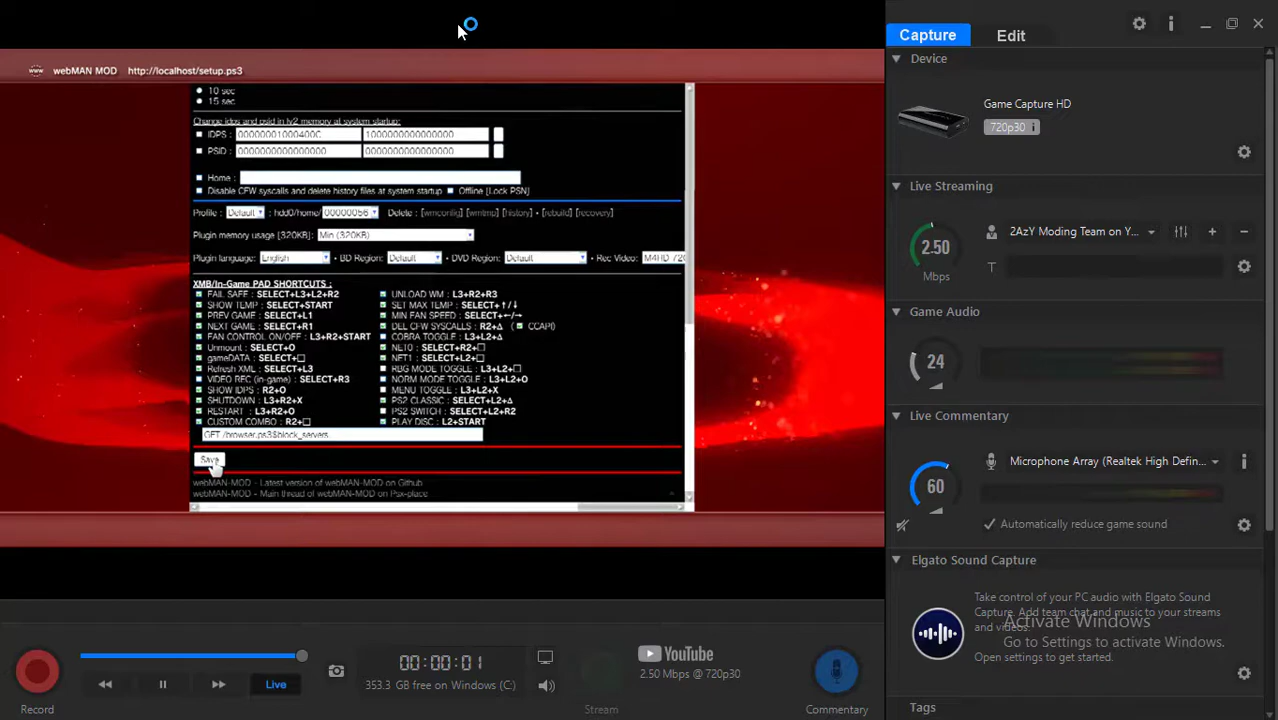 webMAN MOD http://localhost/setup.ps3
10 sec
15 sec
Change idps and psid in lv2 memory at system startup:
IDPS : 00000001000400C 1000000000000000
PSID : 0000000000000000 0000000000000000
Home :
Disable CFW syscalls and delete history files at system startup Offline [Lock PSN]
Profile : Default : hdd0/home/ 00000056 Delete : [wmconfig] [wmtmp] [history] • [rebuild] [recovery]
Plugin memory usage [320KB] : Min (320KB)
Plugin language: English • BD Region: Default • DVD Region: Default • Rec Video: M4HD 720
XMB/In-Game PAD SHORTCUTS :
FAIL SAFE : SELECT+L3+L2+R2 UNLOAD WM : L3+R2+R3
SHOW TEMP : SELECT+START SET MAX TEMP : SELECT+↑/↓
PREV GAME : SELECT+L1 MIN FAN SPEED : SELECT+←/→
NEXT GAME : SELECT+R1 DEL CFW SYSCALLS : R2+△ ( CCAPI)
FAN CONTROL ON/OFF : L3+R2+START COBRA TOGGLE : L3+L2+△
Unmount : SELECT+O NET0 : SELECT+R2+□
gameDATA : SELECT+□ NET1 : SELECT+L2+□
Refresh XML : SELECT+L3 RBG MODE TOGGLE : L3+L2+□
VIDEO REC (in-game) : SELECT+R3 NORM MODE TOGGLE : L3+L2+O
SHOW IDPS : R2+O MENU TOGGLE : L3+L2+X
SHUTDOWN : L3+R2+X PS2 CLASSIC : SELECT+L2+△
RESTART : L3+R2+O PS2 SWITCH : SELECT+L2+R2
CUSTOM COMBO : R2+□ PLAY DISC : L2+START
GET /browser.ps3$block_servers
Save
webMAN-MOD - Latest version of webMAN-MOD on Github
webMAN-MOD - Main thread of webMAN-MOD on Psx-place
Capture Edit
Device
Game Capture HD
720p30 i
Live Streaming
2.50
Mbps
2AzY Moding Team on Y...
T
Game Audio
24
Live Commentary
60
Microphone Array (Realtek High Defin...
Automatically reduce game sound
Elgato Sound Capture
Take control of your PC audio with Elgato Sound
Capture. Add team chat and music to your streams
and videos.
Open settings to get started.
Activate Windows
Go to Settings to activate Windows.
Tags
Record
Live
00:00:01
353.3 GB free on Windows (C:)
Stream
YouTube
2.50 Mbps @ 720p30
Commentary